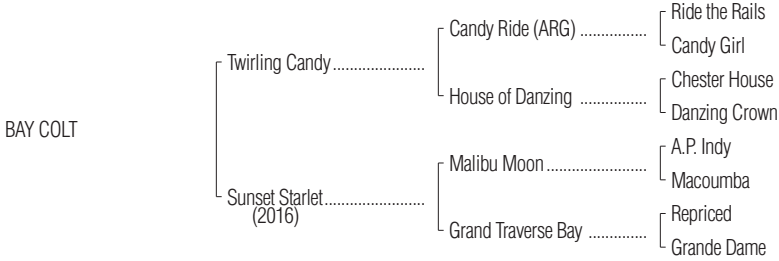 Ride the Rails
Candy Ride (ARG) ................
Candy Girl
Twirling Candy......................
Chester House
House of Danzing ................
Danzing Crown
BAY COLT
A.P. Indy
Malibu Moon........................
Macoumba
Sunset Starlet........................
(2016)
Repriced
Grand Traverse Bay ..............
Grande Dame